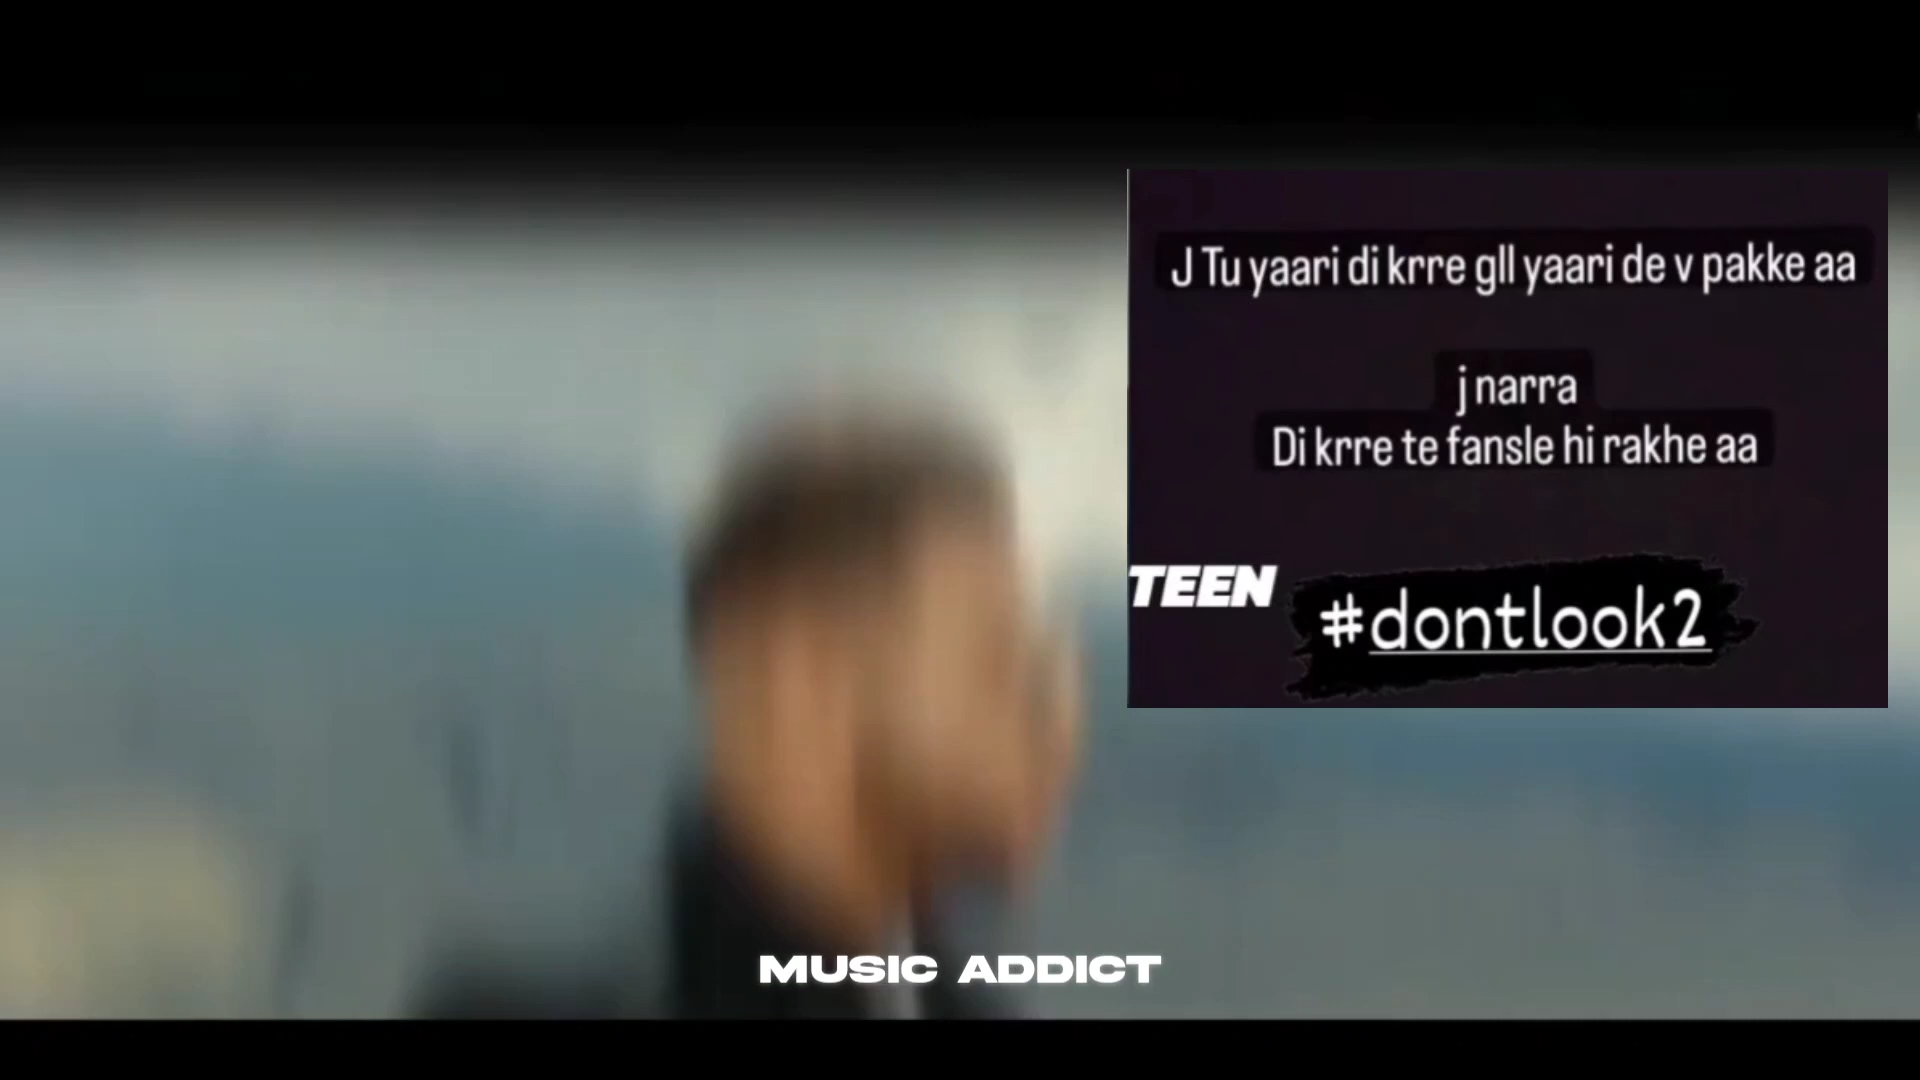 J Tu yaari di krre gll yaari de v pakke aa
j narra
Di krre te fansle hi rakhe aa
TEEN
#dontlook2
MUSIC ADDICT